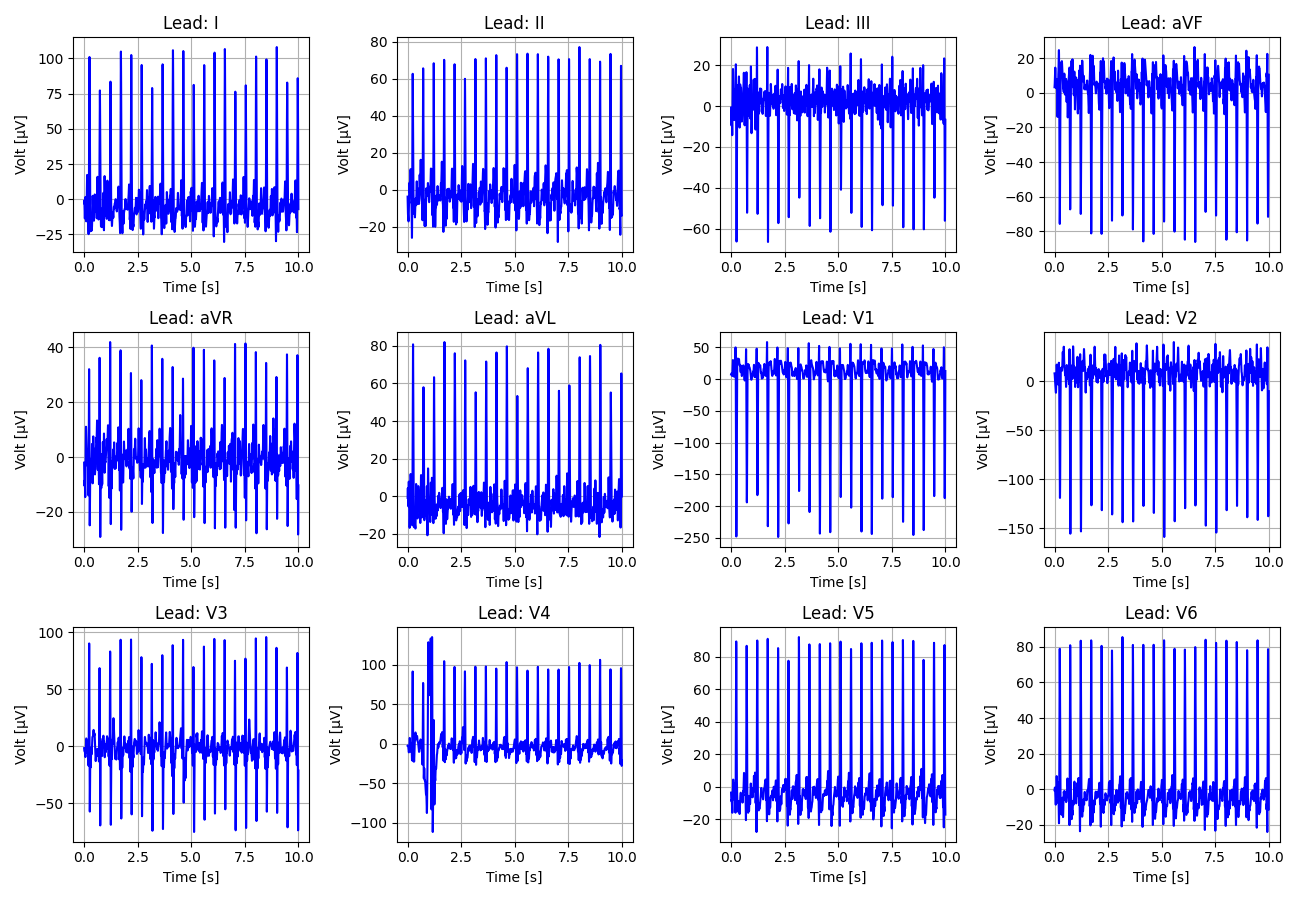 Lead: I
Lead: II
Lead: III
Lead: aVF
Volt [µV]
100
75
50
25
0
−25
0.0 2.5 5.0 7.5 10.0
Time [s]
Volt [µV]
80
60
40
20
0
−20
0.0 2.5 5.0 7.5 10.0
Time [s]
Volt [µV]
20
0
−20
−40
−60
0.0 2.5 5.0 7.5 10.0
Time [s]
Volt [µV]
20
0
−20
−40
−60
−80
0.0 2.5 5.0 7.5 10.0
Time [s]
Lead: aVR
Lead: aVL
Lead: V1
Lead: V2
Volt [µV]
40
20
0
−20
0.0 2.5 5.0 7.5 10.0
Time [s]
Volt [µV]
80
60
40
20
0
−20
0.0 2.5 5.0 7.5 10.0
Time [s]
Volt [µV]
50
0
−50
−100
−150
−200
−250
0.0 2.5 5.0 7.5 10.0
Time [s]
Volt [µV]
0
−50
−100
−150
0.0 2.5 5.0 7.5 10.0
Time [s]
Lead: V3
Lead: V4
Lead: V5
Lead: V6
Volt [µV]
100
50
0
−50
0.0 2.5 5.0 7.5 10.0
Time [s]
Volt [µV]
100
50
0
−50
−100
0.0 2.5 5.0 7.5 10.0
Time [s]
Volt [µV]
80
60
40
20
0
−20
0.0 2.5 5.0 7.5 10.0
Time [s]
Volt [µV]
80
60
40
20
0
−20
0.0 2.5 5.0 7.5 10.0
Time [s]